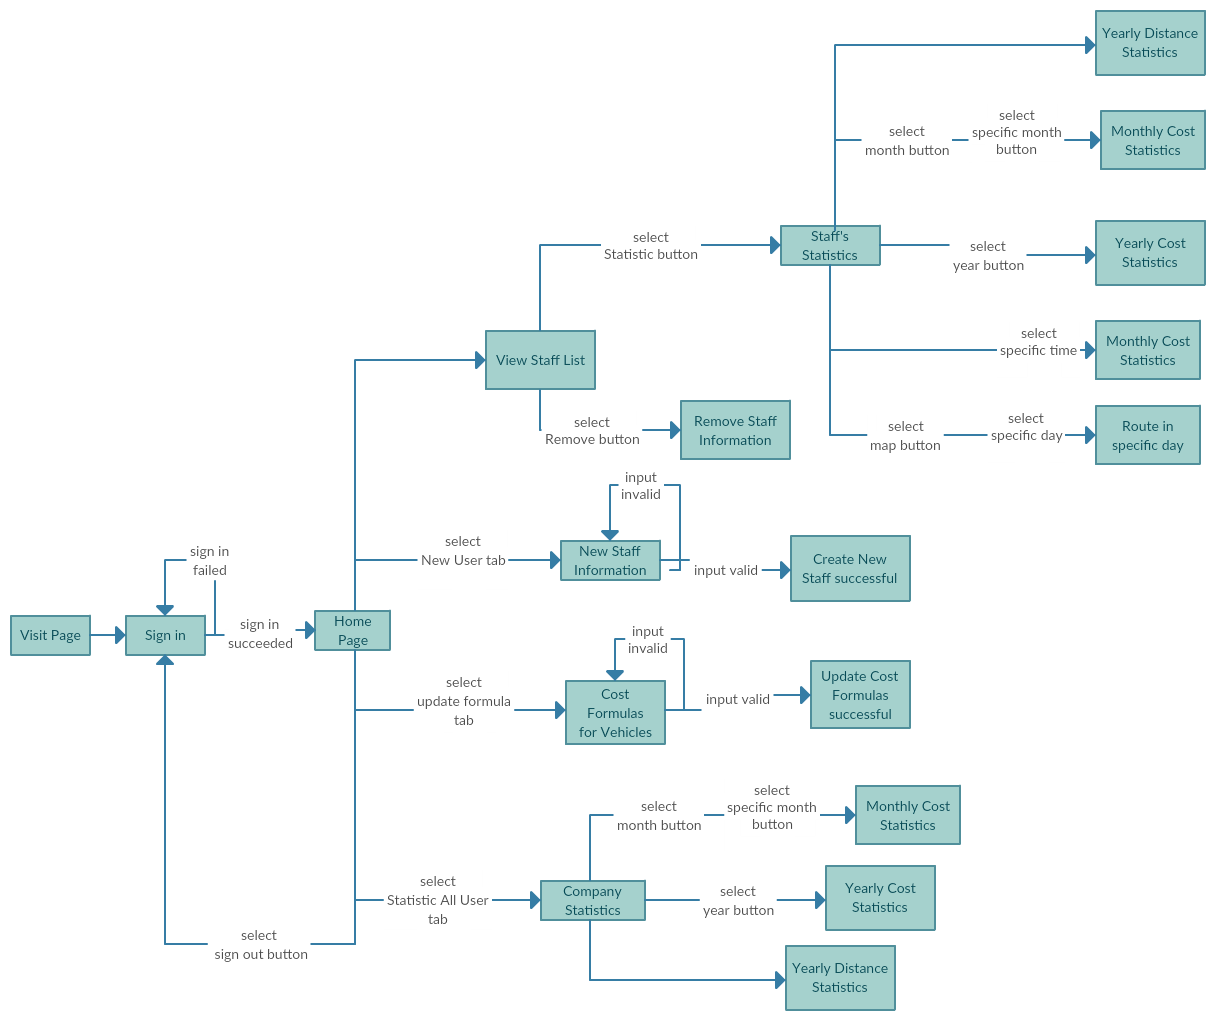 Yearly Distance
Statistics
select
month button
select
specific month
button
Monthly Cost
Statistics
select
Statistic button
Staff's
Statistics
select
year button
Yearly Cost
Statistics
View Staff List
select
specific time
Monthly Cost
Statistics
select
Remove button
Remove Staff
Information
select
map button
select
specific day
Route in
specific day
input
invalid
select
New User tab
New Staff
Information
input valid
Create New
Staff successful
sign in
failed
Visit Page
Sign in
sign in
succeeded
Home
Page
input
invalid
select
update formula
tab
Cost
Formulas
for Vehicles
input valid
Update Cost
Formulas
successful
select
month button
select
specific month
button
Monthly Cost
Statistics
select
Statistic All User
tab
Company
Statistics
select
year button
Yearly Cost
Statistics
select
sign out button
Yearly Distance
Statistics